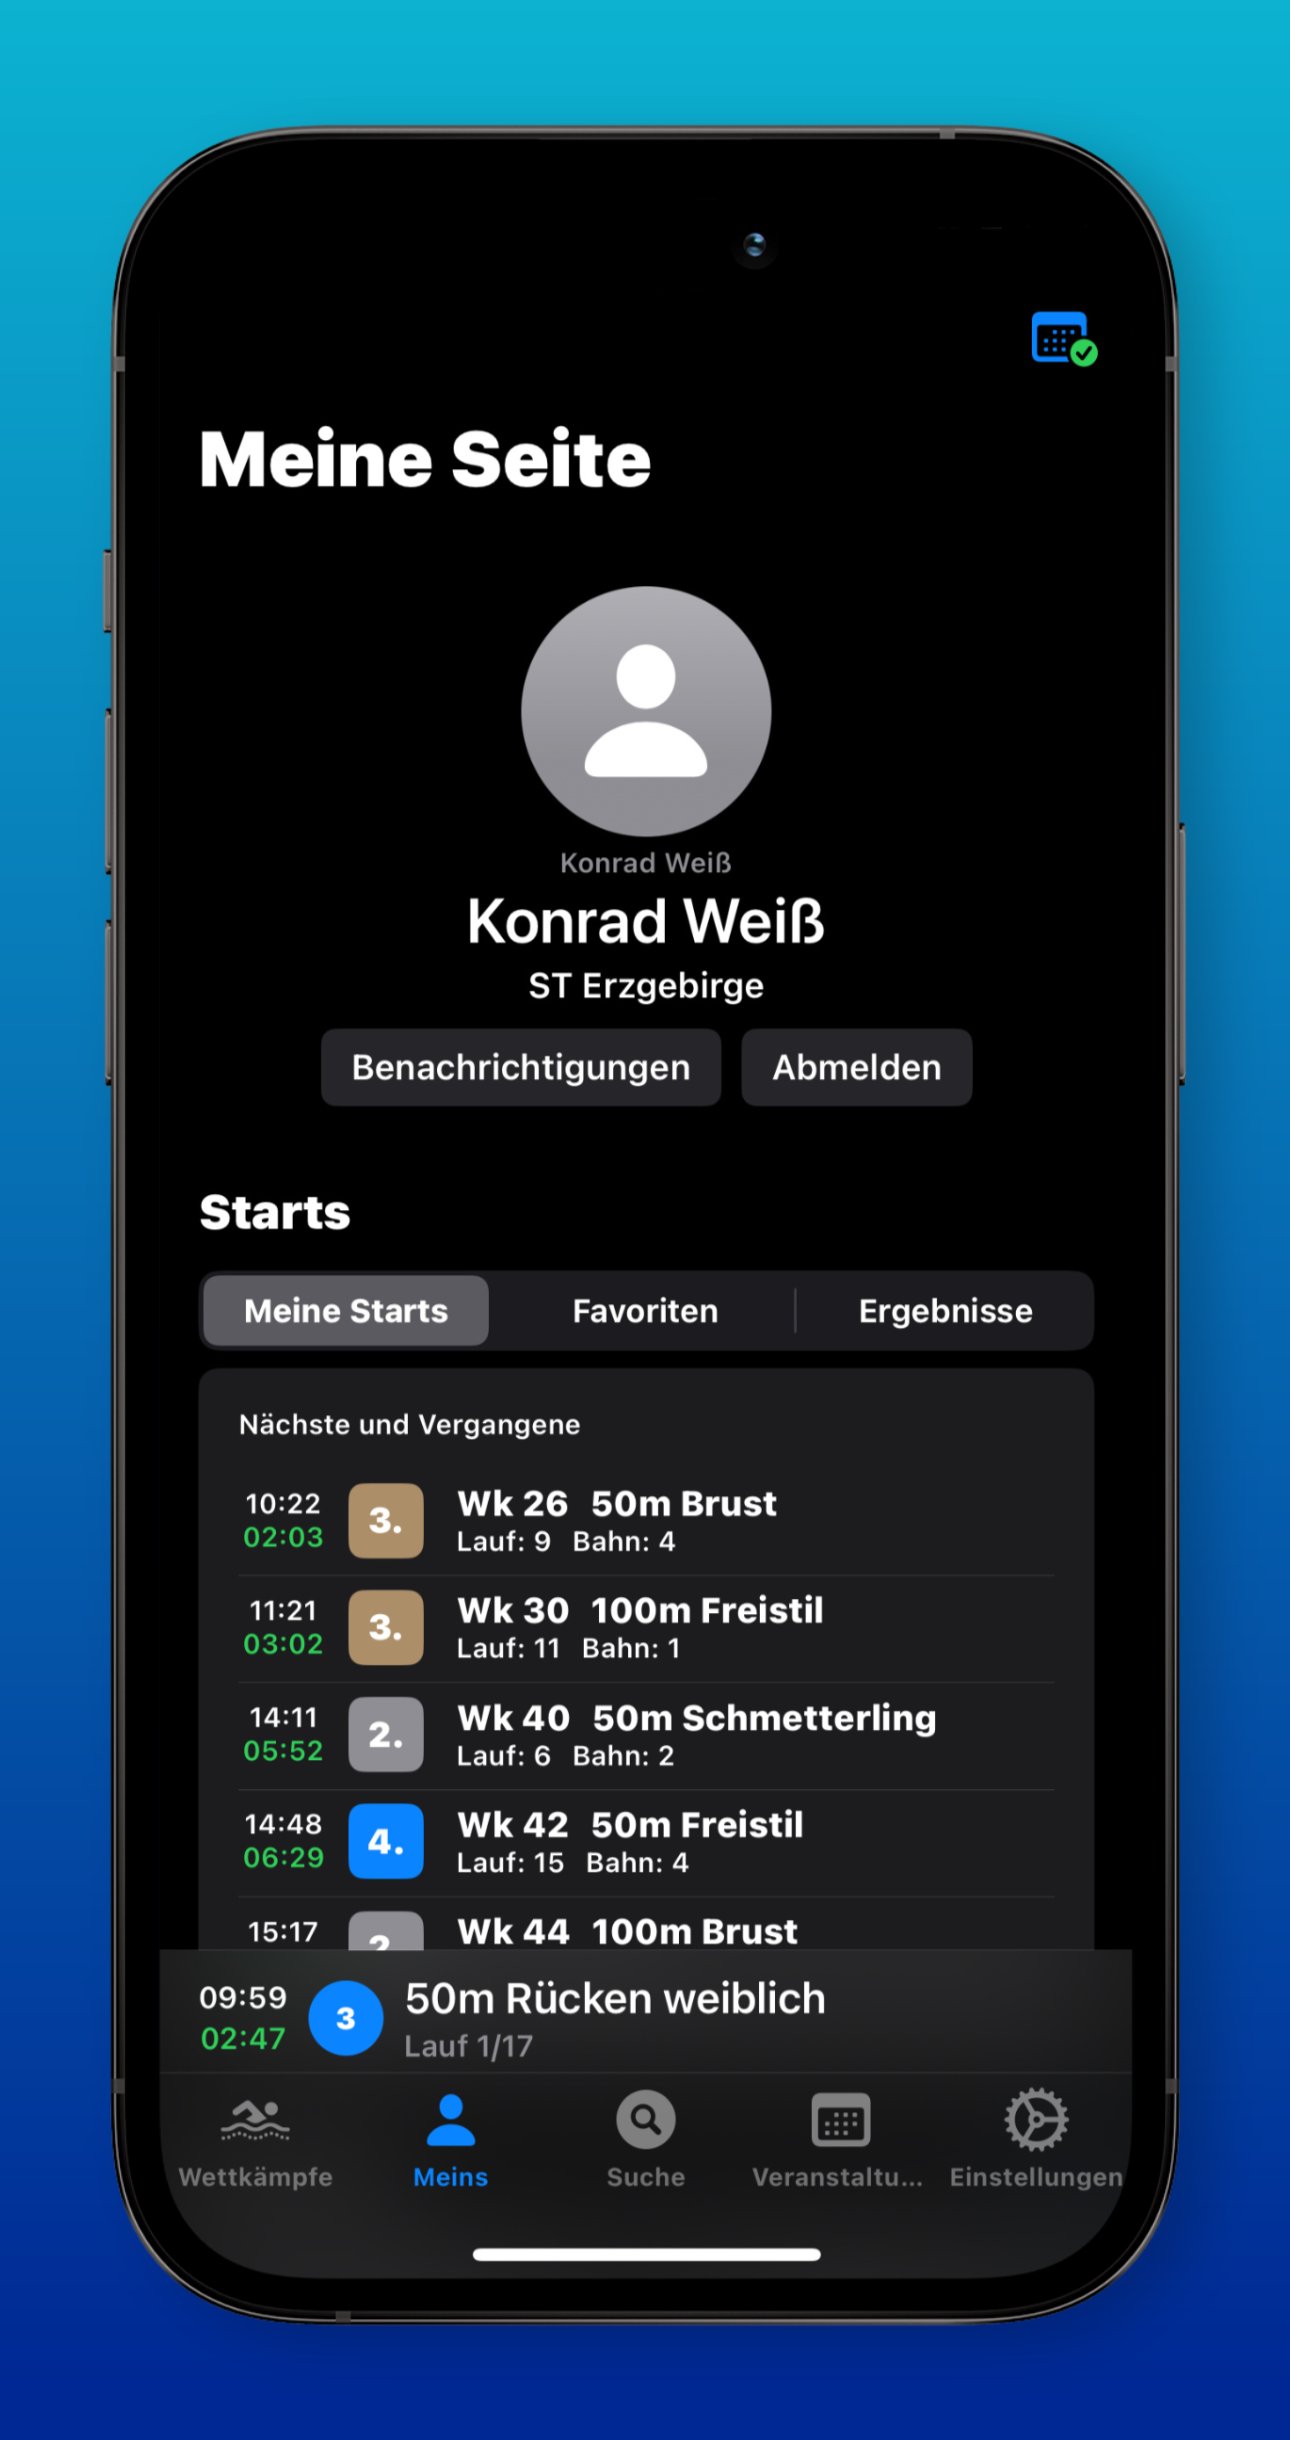 Meine Seite
Konrad Weiß
Konrad Weiß
ST Erzgebirge
Benachrichtigungen Abmelden
Starts
Meine Starts Favoriten Ergebnisse
Nächste und Vergangene
10:22 3. Wk 26 50m Brust
02:03 Lauf: 9 Bahn: 4
11:21 3. Wk 30 100m Freistil
03:02 Lauf: 11 Bahn: 1
14:11 2. Wk 40 50m Schmetterling
05:52 Lauf: 6 Bahn: 2
14:48 4. Wk 42 50m Freistil
06:29 Lauf: 15 Bahn: 4
15:17 2. Wk 44 100m Brust
09:59 3 50m Rücken weiblich
02:47 Lauf 1/17
Wettkämpfe Meins Suche Veranstaltu... Einstellungen